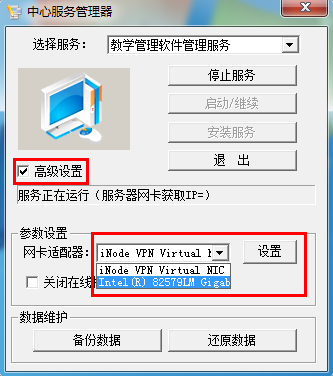 中心服务管理器
选择服务： 教学管理软件管理服务
停止服务
启动/继续
安装服务
退 出
高级设置
服务正在运行（服务器网卡获取IP=）
参数设置
网卡适配器： iNode VPN Virtual 设置
iNode VPN Virtual NIC
Intel(R) 82579LM Gigab
关闭在线
数据维护
备份数据 还原数据